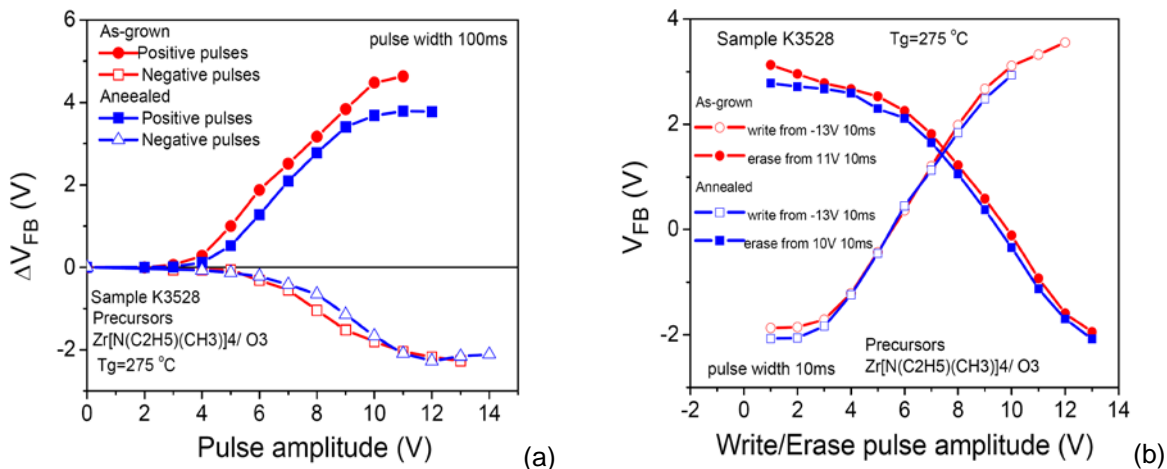 As-grown
Positive pulses
Negative pulses
Aneealed
Positive pulses
Negative pulses
pulse width 100ms
Sample K3528
Precursors
Zr[N(C2H5)(CH3)]4/ O3
Tg=275 °C
6
4
2
0
-2
ΔVFB (V)
0 2 4 6 8 10 12 14
Pulse amplitude (V)
(a)
Sample K3528 Tg=275 °C
As-grown
write from -13V 10ms
erase from 11V 10ms
Annealed
write from -13V 10ms
erase from 10V 10ms
Precursors
pulse width 10ms Zr[N(C2H5)(CH3)]4/ O3
4
2
0
-2
VFB (V)
-2 0 2 4 6 8 10 12 14
Write/Erase pulse amplitude (V)
(b)